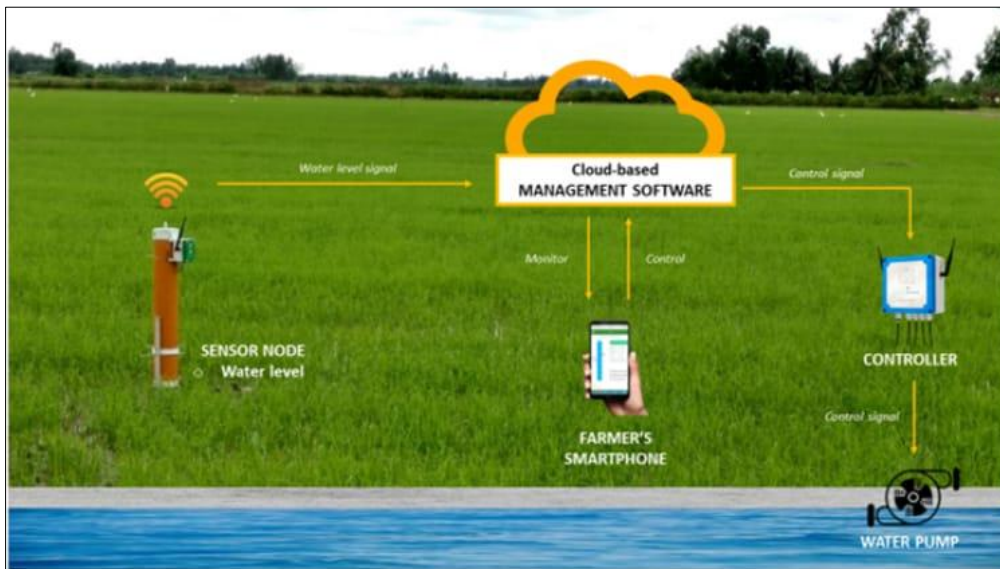 Water level signal
Cloud-based
MANAGEMENT SOFTWARE
Control signal
Monitor
Control
SENSOR NODE
Water level
CONTROLLER
FARMER'S
SMARTPHONE
Control signal
WATER PUMP